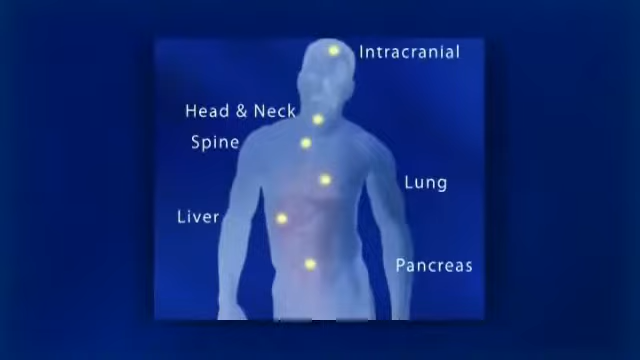 Intracranial
Head & Neck
Spine
Lung
Liver
Pancreas